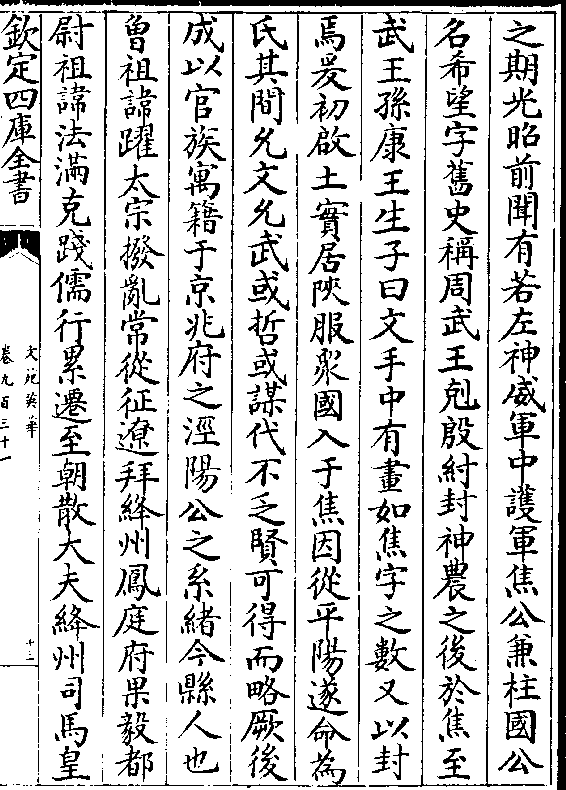 之期光昭前聞有若左神威軍中護軍焦公兼柱國公
名希望字舊史稱周武王剋殷紂封神農之後於焦至
武王孫康王生子曰文手中有畫如焦字之數又以封
焉爰初啟土實居陜服衆國入于焦因從平陽遂命為
氏其間允文允武或哲或謀代不乏賢可得而略厥後
成以官族寓籍于京兆府之涇陽公之系緒今縣人也
曾祖諱躍太宗撥亂常從征遼拜絳州鳳庭府果毅都
尉祖諱法滿克踐儒行累遷至朝散大夫絳州司馬皇
欽定四庫全書
文苑英華
卷九百三十一
十二